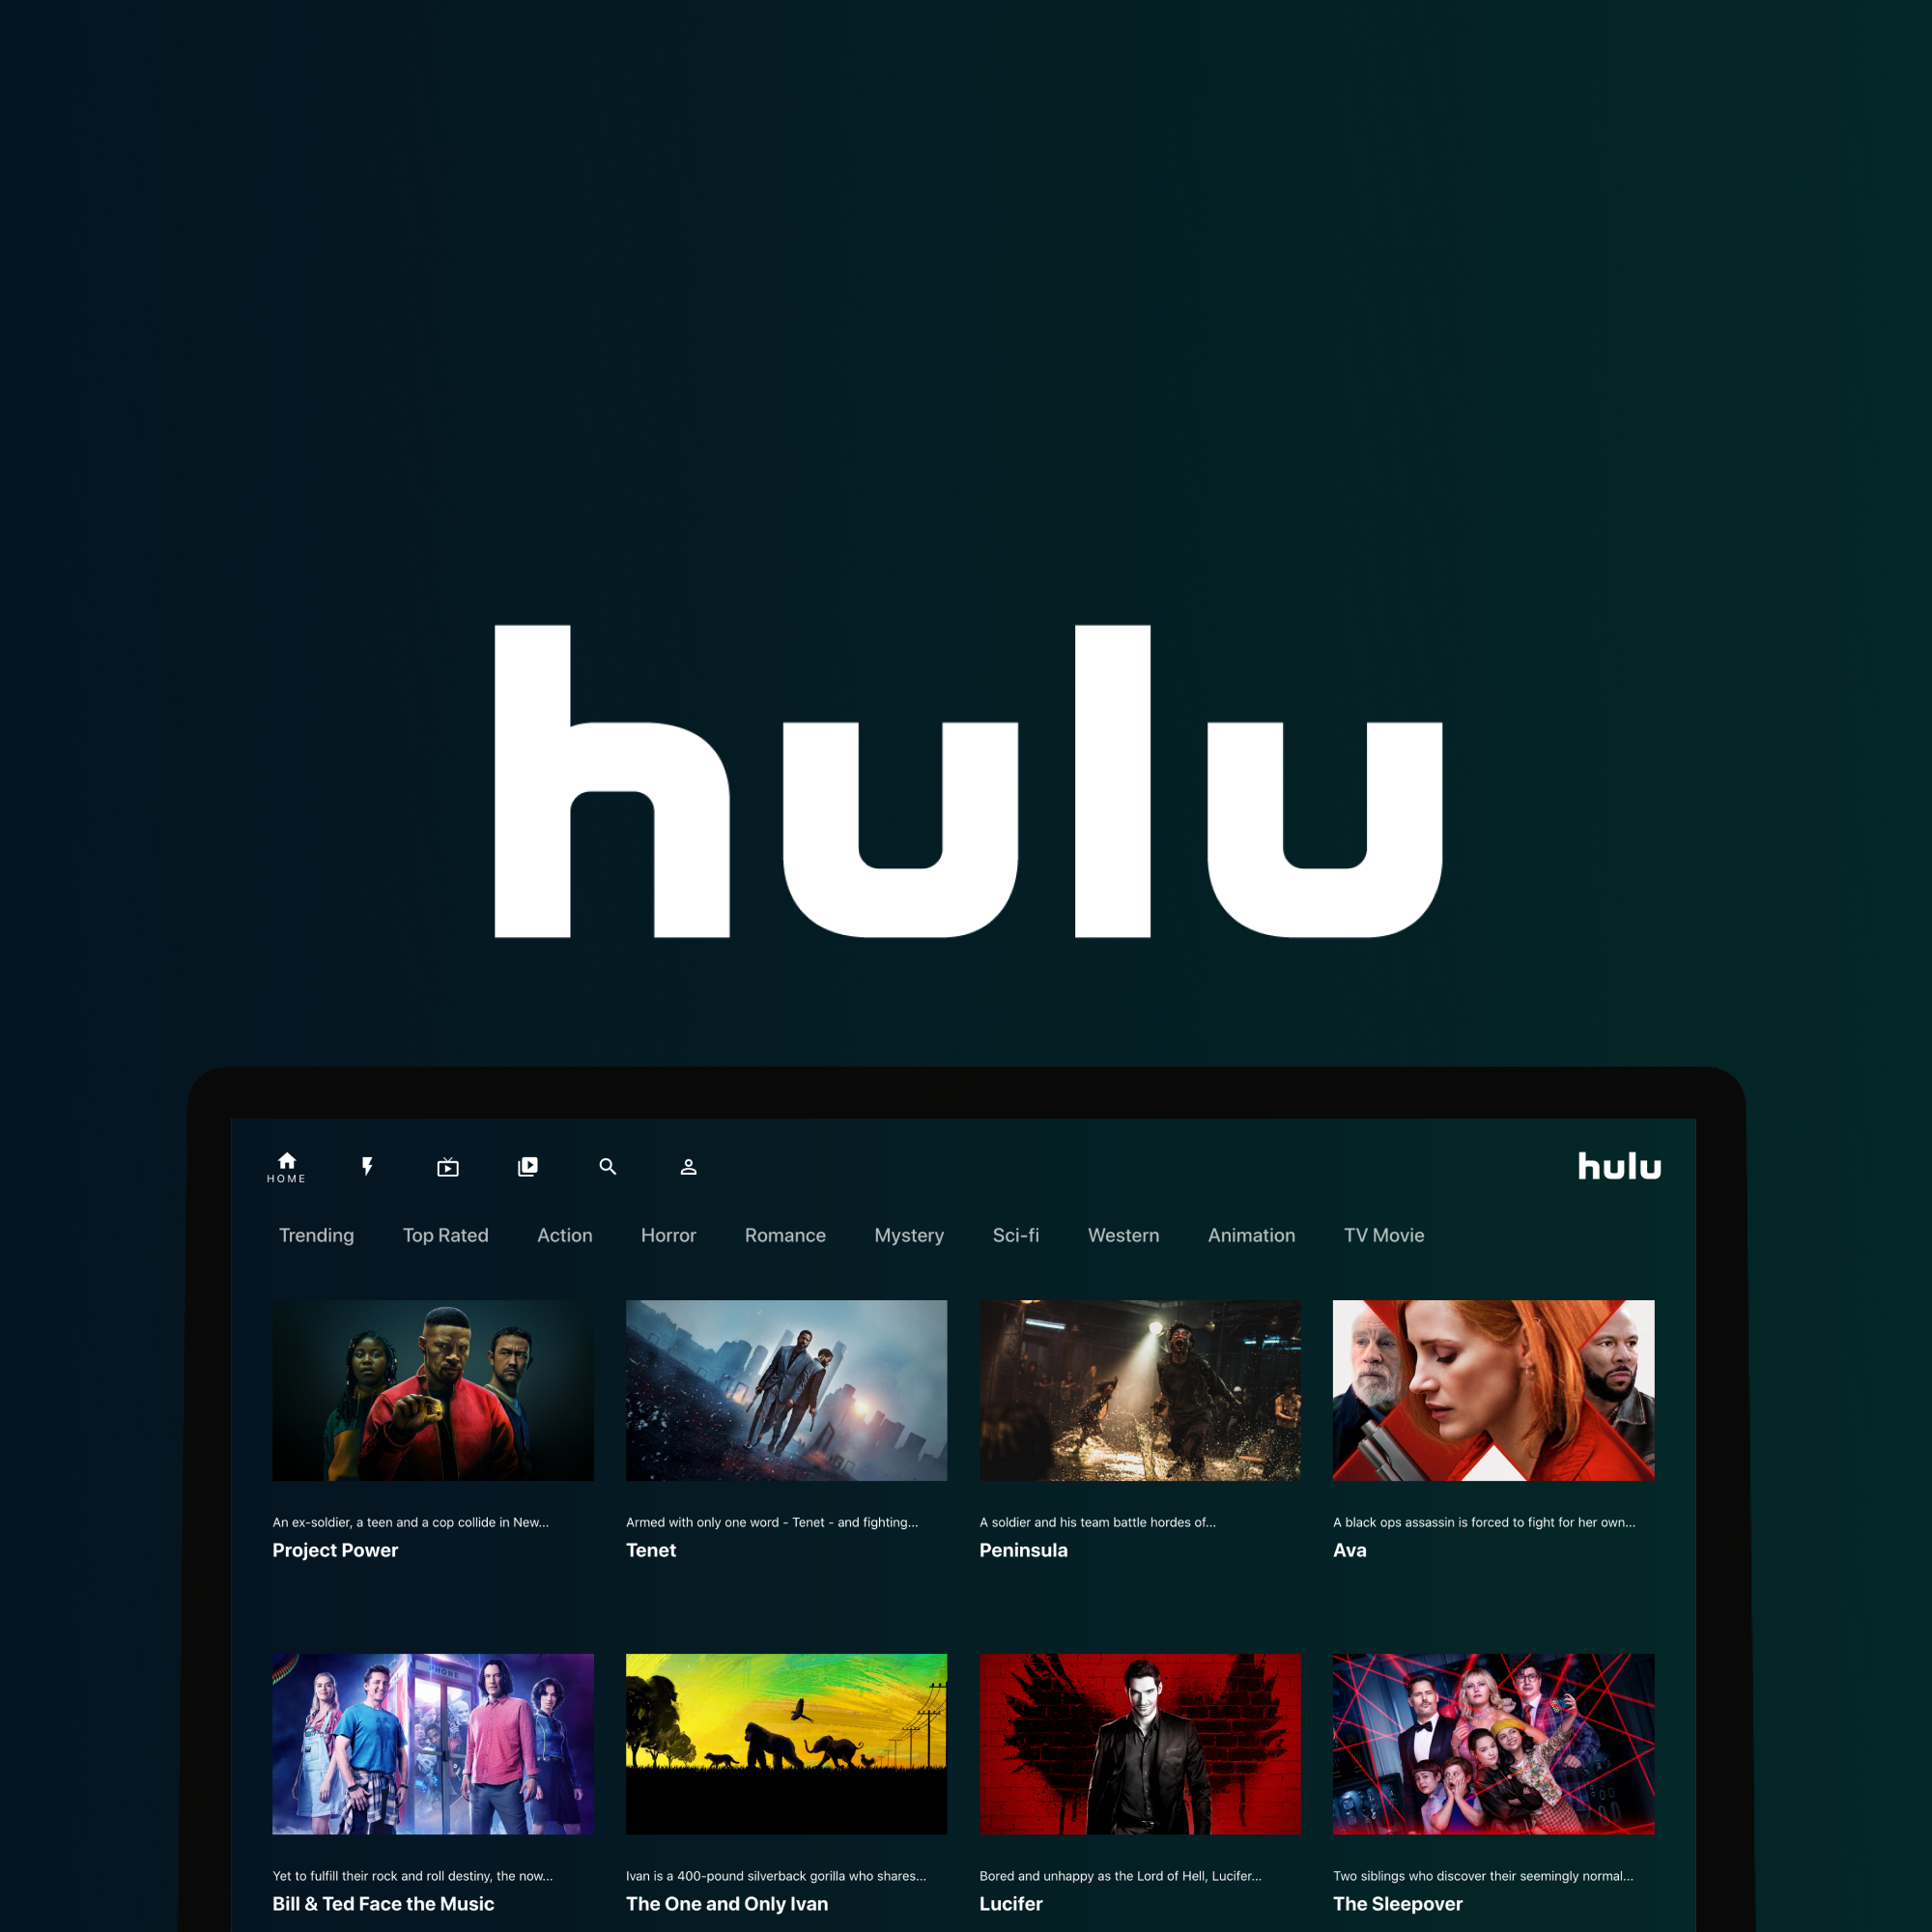 hulu
HOME
hulu
Trending Top Rated Action Horror Romance Mystery Sci-fi Western Animation TV Movie
An ex-soldier, a teen and a cop collide in New...
Project Power
Armed with only one word - Tenet - and fighting...
Tenet
A soldier and his team battle hordes of...
Peninsula
A black ops assassin is forced to fight for her own...
Ava
PHONE
Yet to fulfill their rock and roll destiny, the now...
Bill & Ted Face the Music
Ivan is a 400-pound silverback gorilla who shares...
The One and Only Ivan
Bored and unhappy as the Lord of Hell, Lucifer...
Lucifer
Two siblings who discover their seemingly normal...
The Sleepover